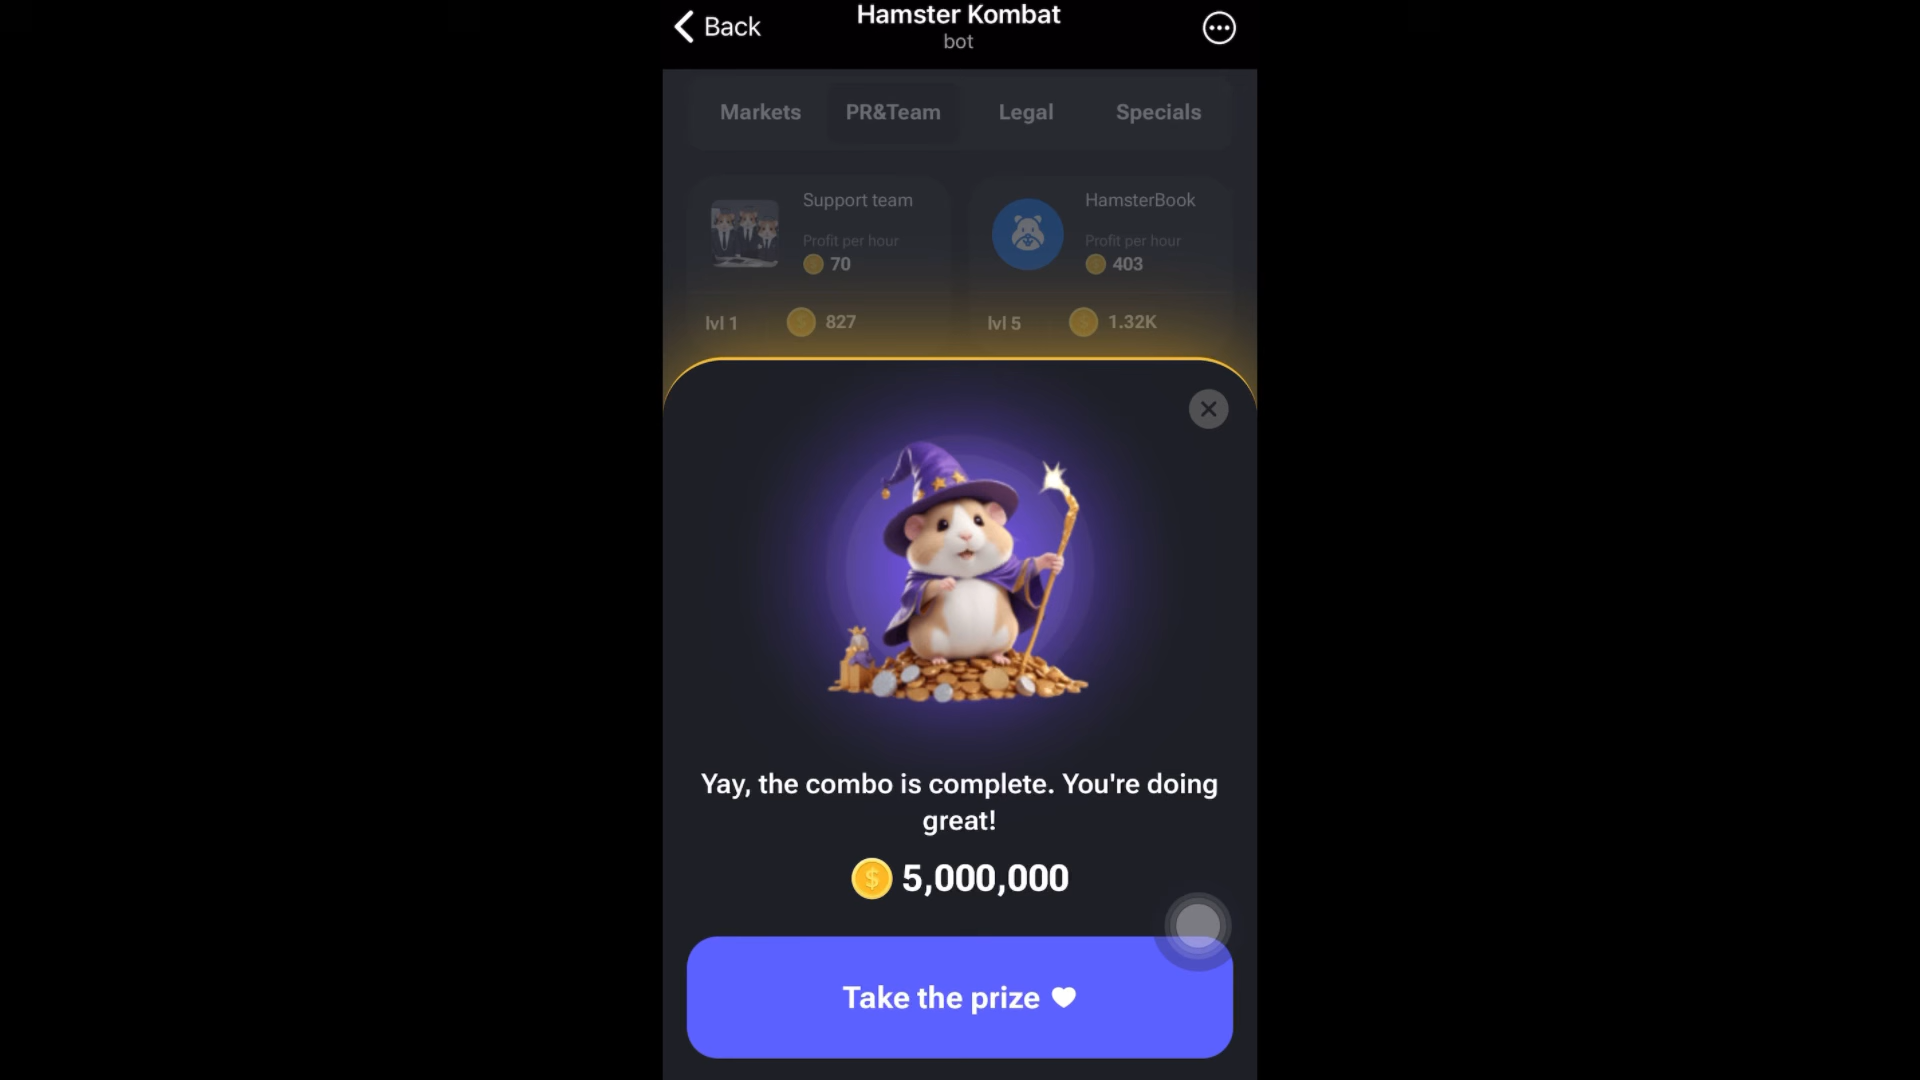 Back
Hamster Kombat
bot
Markets
PR&Team
Legal
Specials
Support team
Profit per hour
70
lvl 1
827
HamsterBook
Profit per hour
403
lvl 5
1.32K
Yay, the combo is complete. You're doing
great!
5,000,000
Take the prize